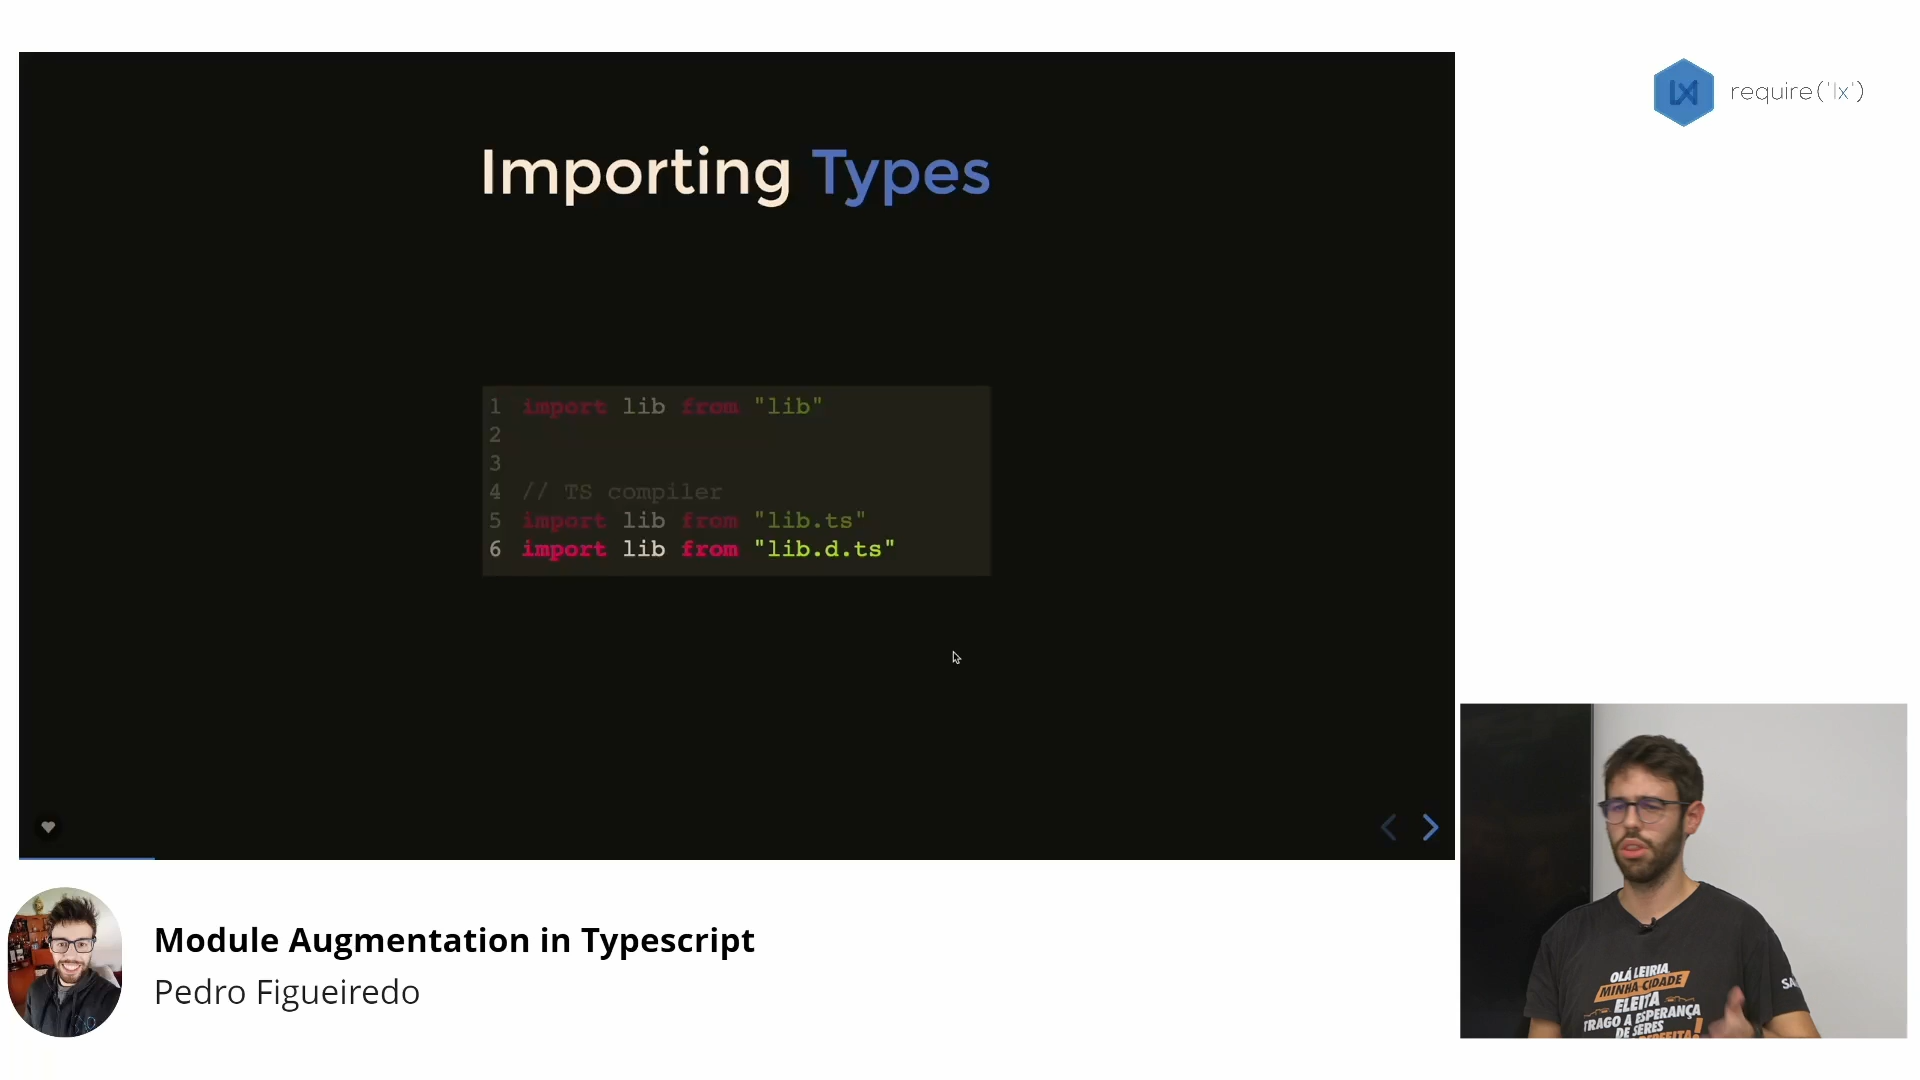 require('lx')
Importing Types
1 import lib from "lib"
2
3
4 // TS compiler
5 import lib from "lib.ts"
6 import lib from "lib.d.ts"
Module Augmentation in Typescript
Pedro Figueiredo
OLÁ LEIRIA
MINHA CIDADE
ELEITA
TRAGO A ESPERANÇA
DE SERES